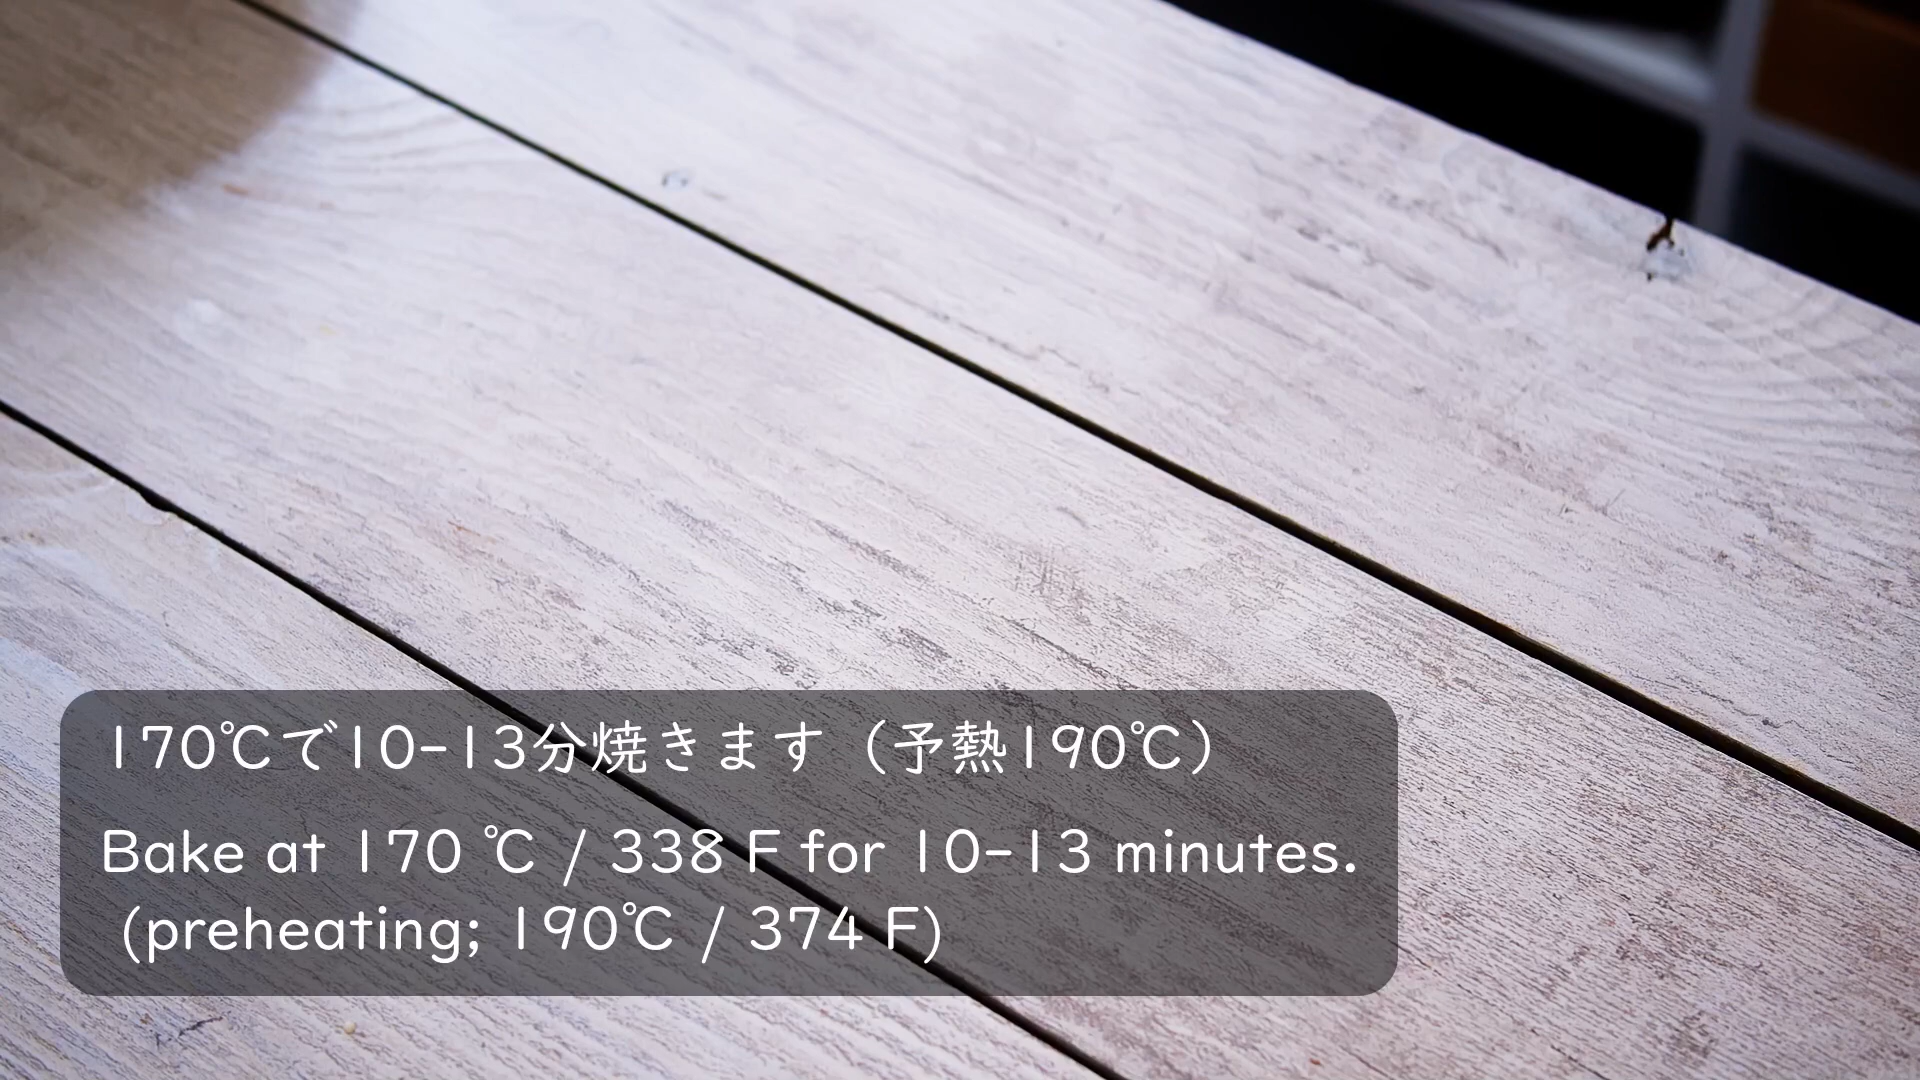 170℃で10-13分焼きます（予熱190℃）
Bake at 170 ℃ / 338 F for 10-13 minutes.
(preheating; 190℃ / 374 F)